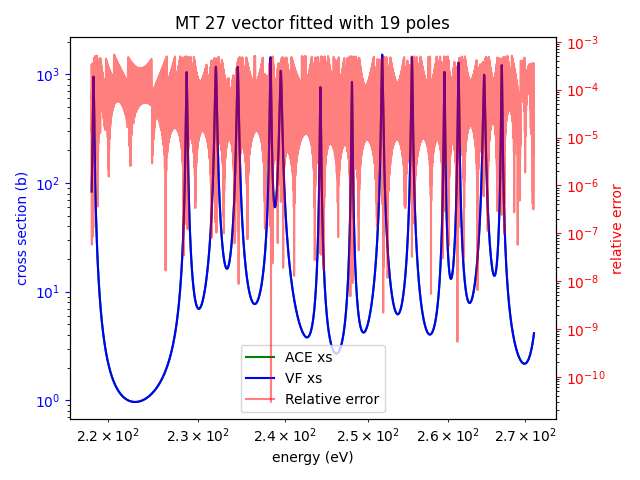 MT 27 vector fitted with 19 poles
cross section (b)
10³
10²
10¹
10⁰
10⁻³
10⁻⁴
10⁻⁵
10⁻⁶
10⁻⁷
10⁻⁸
10⁻⁹
10⁻¹⁰
relative error
ACE xs
VF xs
Relative error
2.2 × 10² 2.3 × 10² 2.4 × 10² 2.5 × 10² 2.6 × 10² 2.7 × 10²
energy (eV)